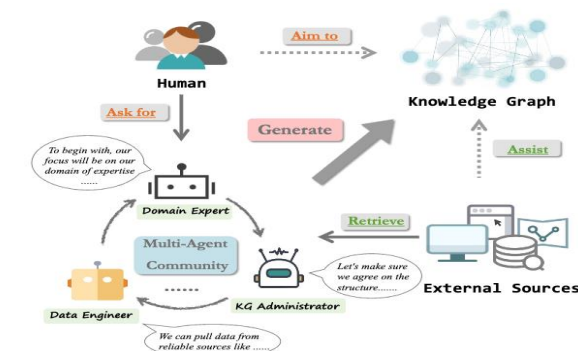 Aim to
Human
Knowledge Graph
Ask for
Generate
Assist
To begin with, our
focus will be on our
domain of expertise
......
Domain Expert
Retrieve
Multi-Agent
Community
......
Let's make sure
we agree on the
structure.......
External Sources
KG Administrator
Data Engineer
We can pull data from
reliable sources like ......